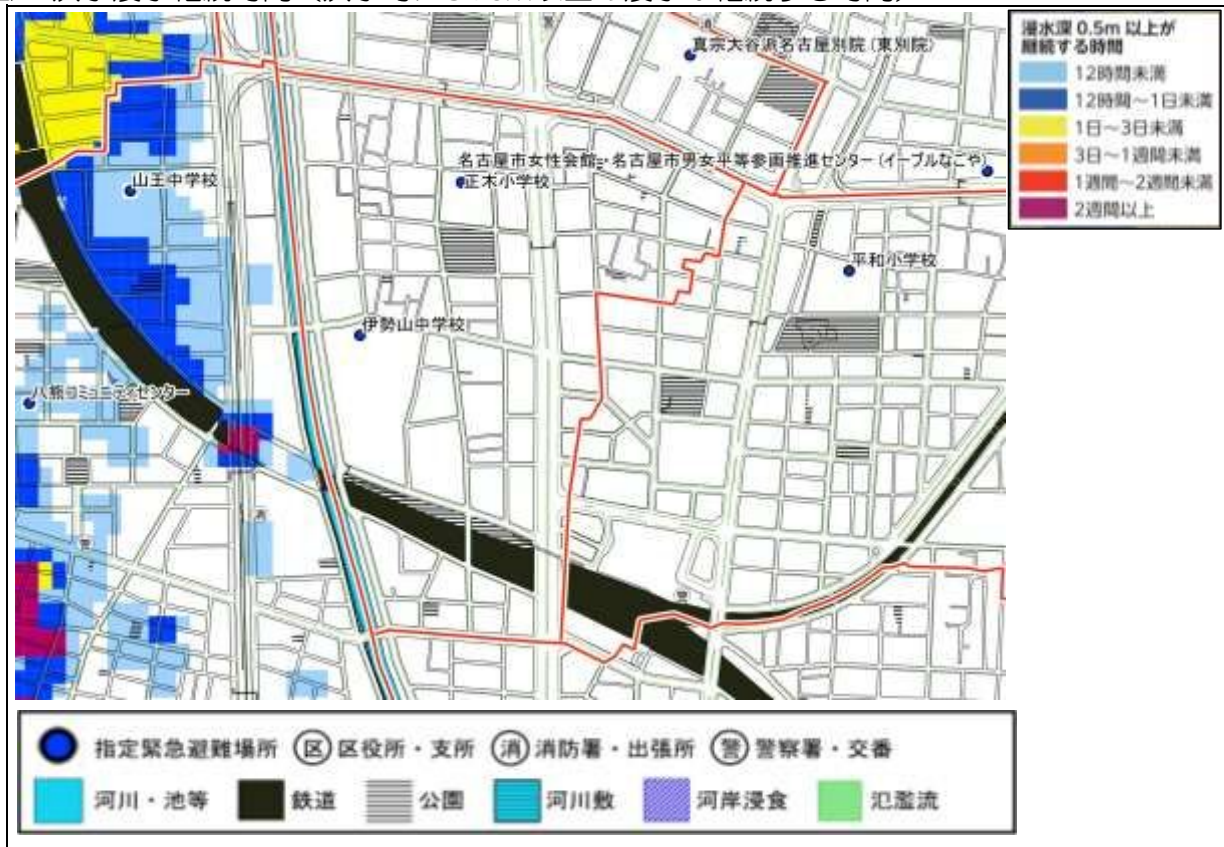 浸水深 0.5m 以上が
継続する時間
12時間未満
12時間～1日未満
1日～3日未満
3日～1週間未満
1週間～2週間未満
2週間以上
真宗大谷派名古屋別院(東別院)
名古屋市女性会館・名古屋市男女平等参画推進センター(イーブルなごや)
山王中学校
正木小学校
平和小学校
伊勢山中学校
八熊コミュニティセンター
指定緊急避難場所 区 区役所・支所 消 消防署・出張所 警 警察署・交番
河川・池等 鉄道 公園 河川敷 河岸浸食 氾濫流